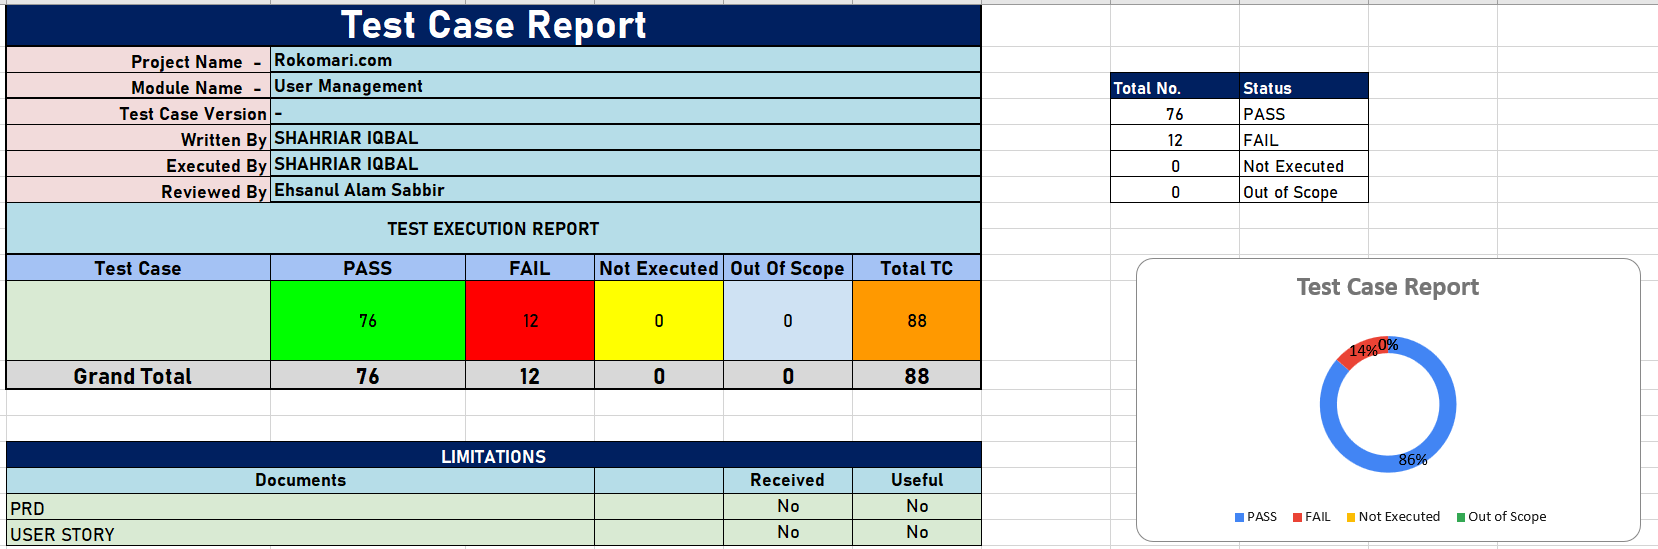 Test Case Report
Project Name -
Rokomari.com
Module Name -
User Management
Test Case Version
-
Written By
SHAHRIAR IQBAL
Executed By
SHAHRIAR IQBAL
Reviewed By
Ehsanul Alam Sabbir
TEST EXECUTION REPORT
Test Case PASS FAIL Not Executed Out Of Scope Total TC
76 12 0 0 88
Grand Total 76 12 0 0 88
LIMITATIONS
Documents Received Useful
PRD No No
USER STORY No No
Total No. Status
76 PASS
12 FAIL
0 Not Executed
0 Out of Scope
Test Case Report
14% 0%
86%
PASS FAIL Not Executed Out of Scope